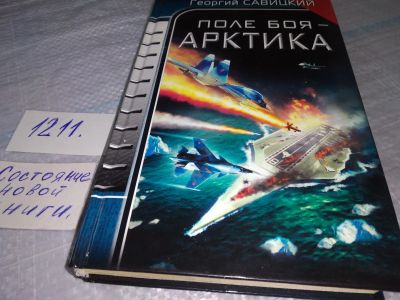 Георгий САВИЦКИЙ
ПОЛЕ БОЯ –
АРКТИКА
1211.
Состояние
новой
книги.